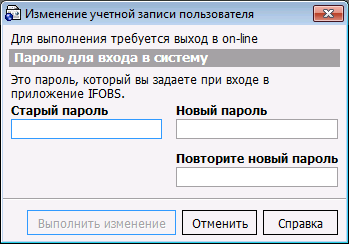 Изменение учетной записи пользователя
Для выполнения требуется выход в on-line
Пароль для входа в систему
Это пароль, который вы задаете при входе в
приложение IFOBS.
Старый пароль Новый пароль
Повторите новый пароль
Выполнить изменение Отменить Справка